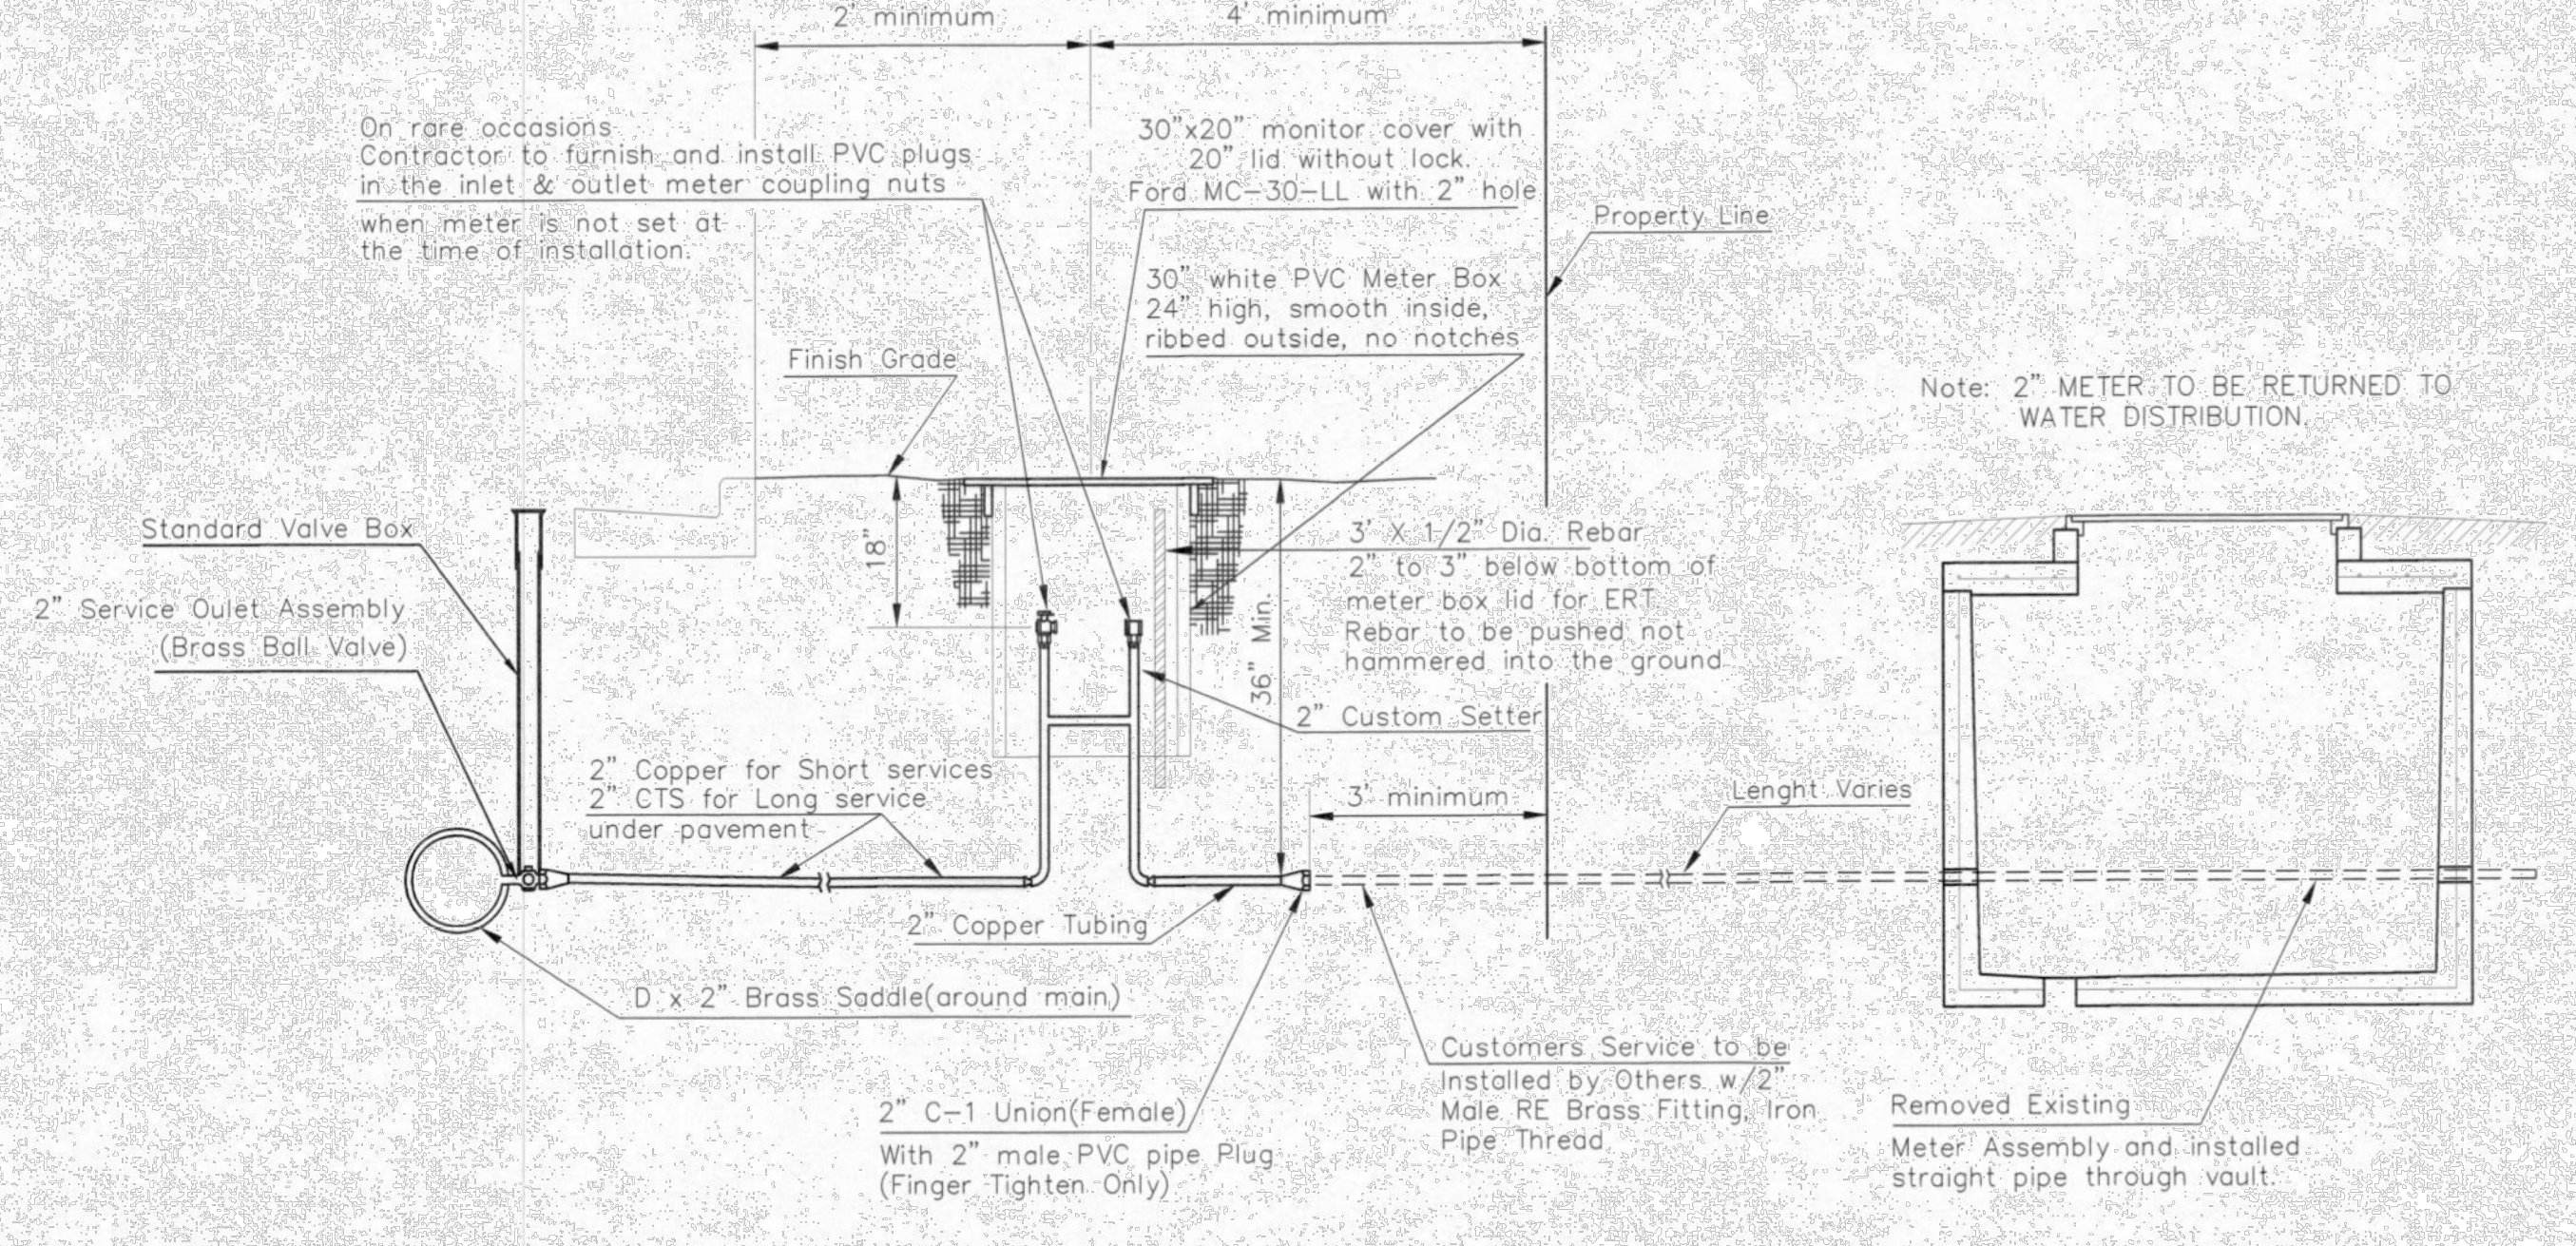 2' minimum
4' minimum
On rare occasions
Contractor to furnish and install PVC plugs
in the inlet & outlet meter coupling nuts
when meter is not set at
the time of installation.
30"x20" monitor cover with
20" lid without lock.
Ford MC-30-LL with 2" hole
Property Line
30" white PVC Meter Box
24" high, smooth inside,
ribbed outside, no notches
Finish Grade
Note: 2" METER TO BE RETURNED TO
WATER DISTRIBUTION.
Standard Valve Box
18"
3' X 1/2" Dia. Rebar
2" to 3" below bottom of
meter box lid for ERT.
Rebar to be pushed not
hammered into the ground
36" Min.
2" Service Oulet Assembly
(Brass Ball Valve)
2" Custom Setter
2" Copper for Short services
2" CTS for Long service
under pavement
3' minimum
Lenght Varies
2" Copper Tubing
D x 2" Brass Saddle(around main)
Customers Service to be
Installed by Others w/2"
Male RE Brass Fitting, Iron
Pipe Thread
2" C-1 Union(Female)
With 2" male PVC pipe Plug
(Finger Tighten Only)
Removed Existing
Meter Assembly and installed
straight pipe through vault.